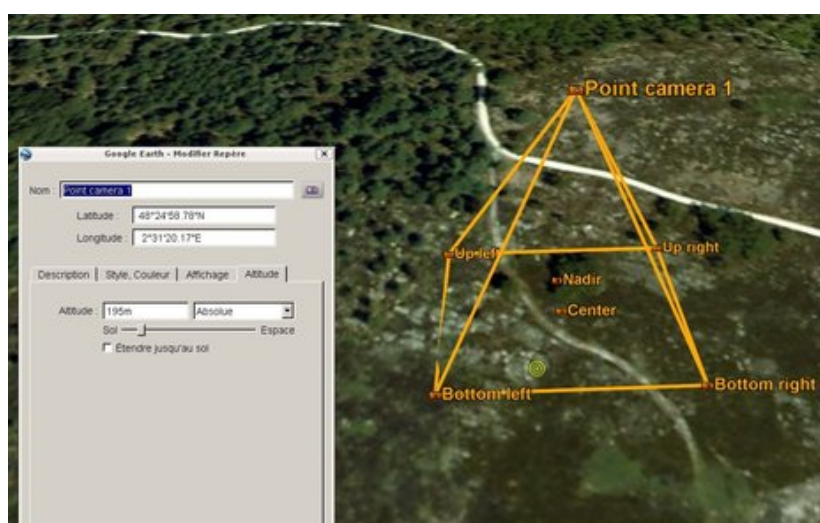 Google Earth - Modifier Repère
Nom : Point camera 1
Latitude : 48°24'58.78"N
Longitude : 2°31'20.17"E
Description Style, Couleur Affichage Altitude
Altitude : 195m Absolue
Sol Espace
Étendre jusqu'au sol
Point camera 1
Up left
Up right
Nadir
Center
Bottom left
Bottom right